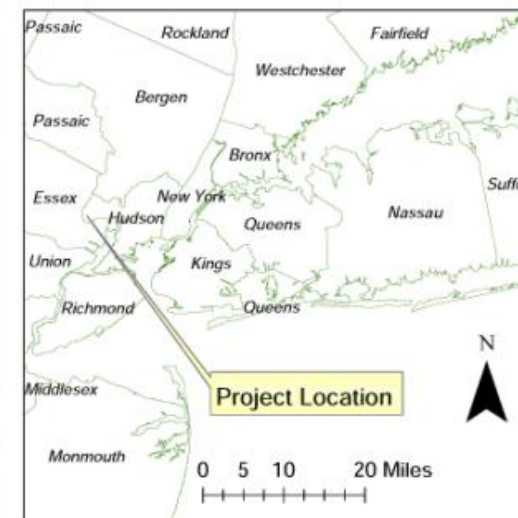 Passaic
Rockland
Fairfield
Westchester
Bergen
Passaic
Bronx
Essex
New York
Hudson
Queens
Nassau
Suff
Union
Kings
Richmond
Queens
N
Project Location
Middlesex
Monmouth
0 5 10 20 Miles